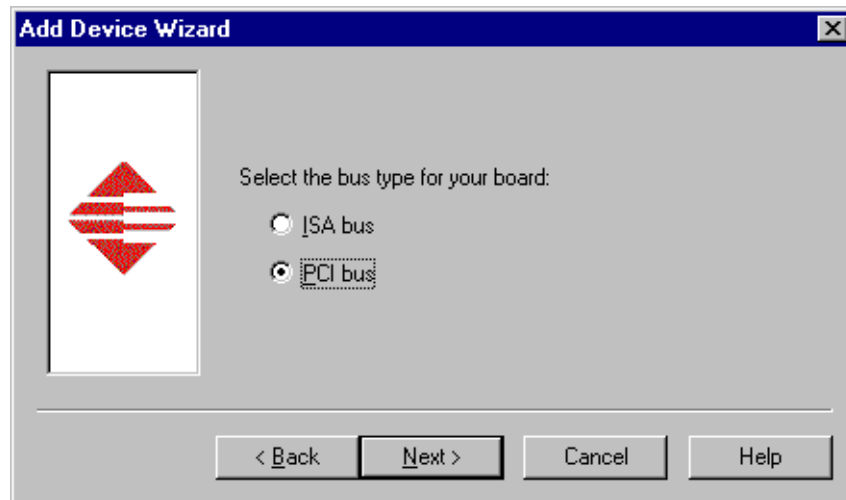 Add Device Wizard
Select the bus type for your board:
ISA bus
PCI bus
< Back Next > Cancel Help